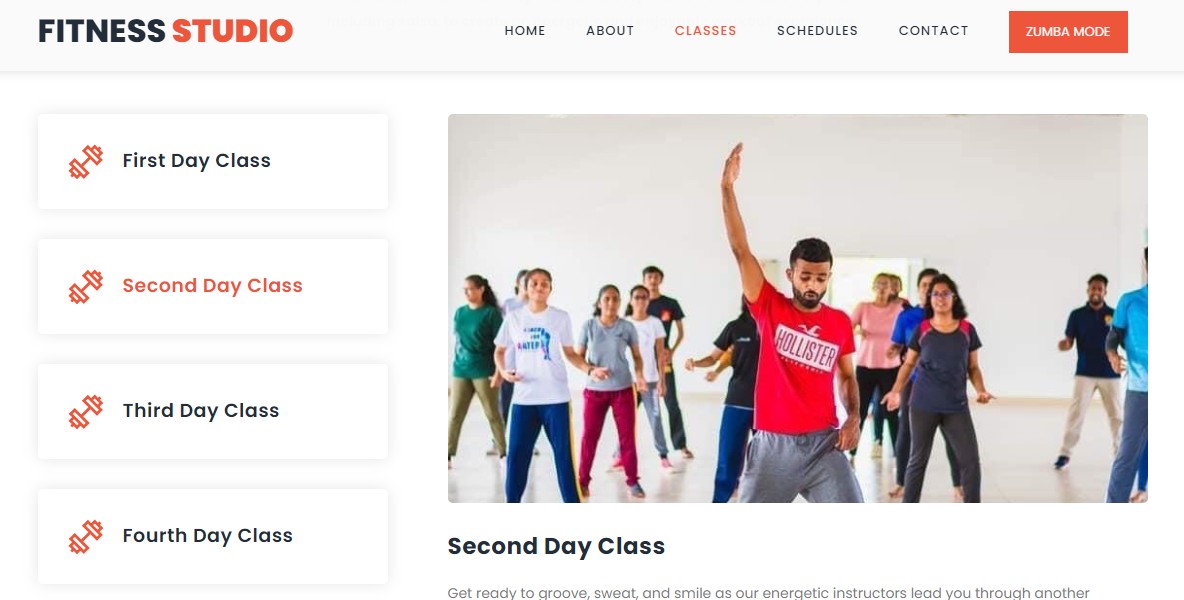 FITNESS STUDIO
HOME ABOUT CLASSES SCHEDULES CONTACT ZUMBA MODE
First Day Class
Second Day Class
Third Day Class
Fourth Day Class
HOLLISTER
Second Day Class
Get ready to groove, sweat, and smile as our energetic instructors lead you through another